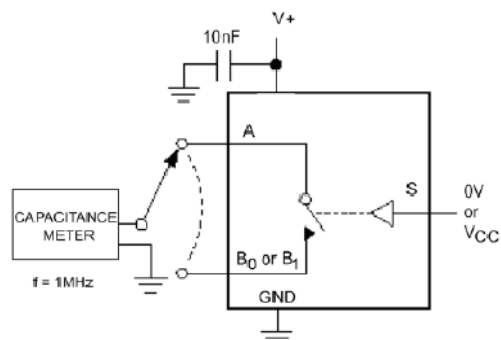 V+
10nF
A
S
0V
or
VCC
CAPACITANCE
METER
f = 1MHz
B0 or B1
GND